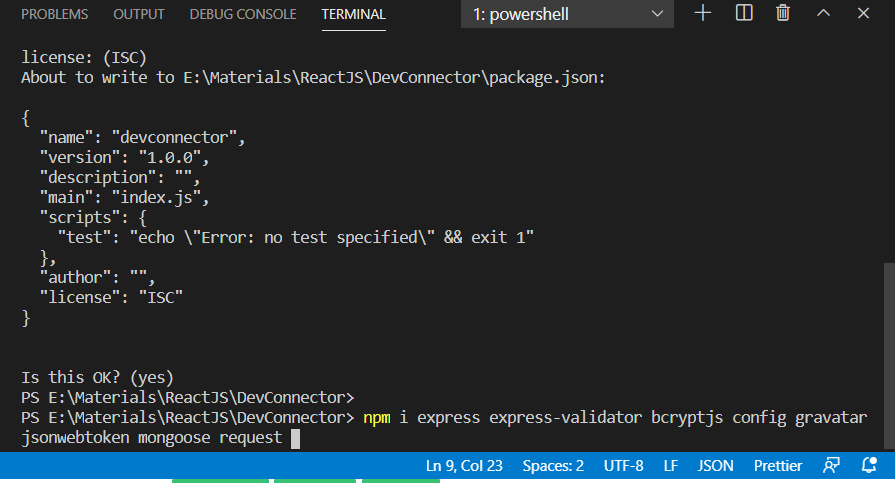 PROBLEMS OUTPUT DEBUG CONSOLE TERMINAL 1: powershell
license: (ISC)
About to write to E:\Materials\ReactJS\DevConnector\package.json:
{
"name": "devconnector",
"version": "1.0.0",
"description": "",
"main": "index.js",
"scripts": {
"test": "echo \"Error: no test specified\" && exit 1"
},
"author": "",
"license": "ISC"
}
Is this OK? (yes)
PS E:\Materials\ReactJS\DevConnector>
PS E:\Materials\ReactJS\DevConnector> npm i express express-validator bcryptjs config gravatar
jsonwebtoken mongoose request
Ln 9, Col 23 Spaces: 2 UTF-8 LF JSON Prettier